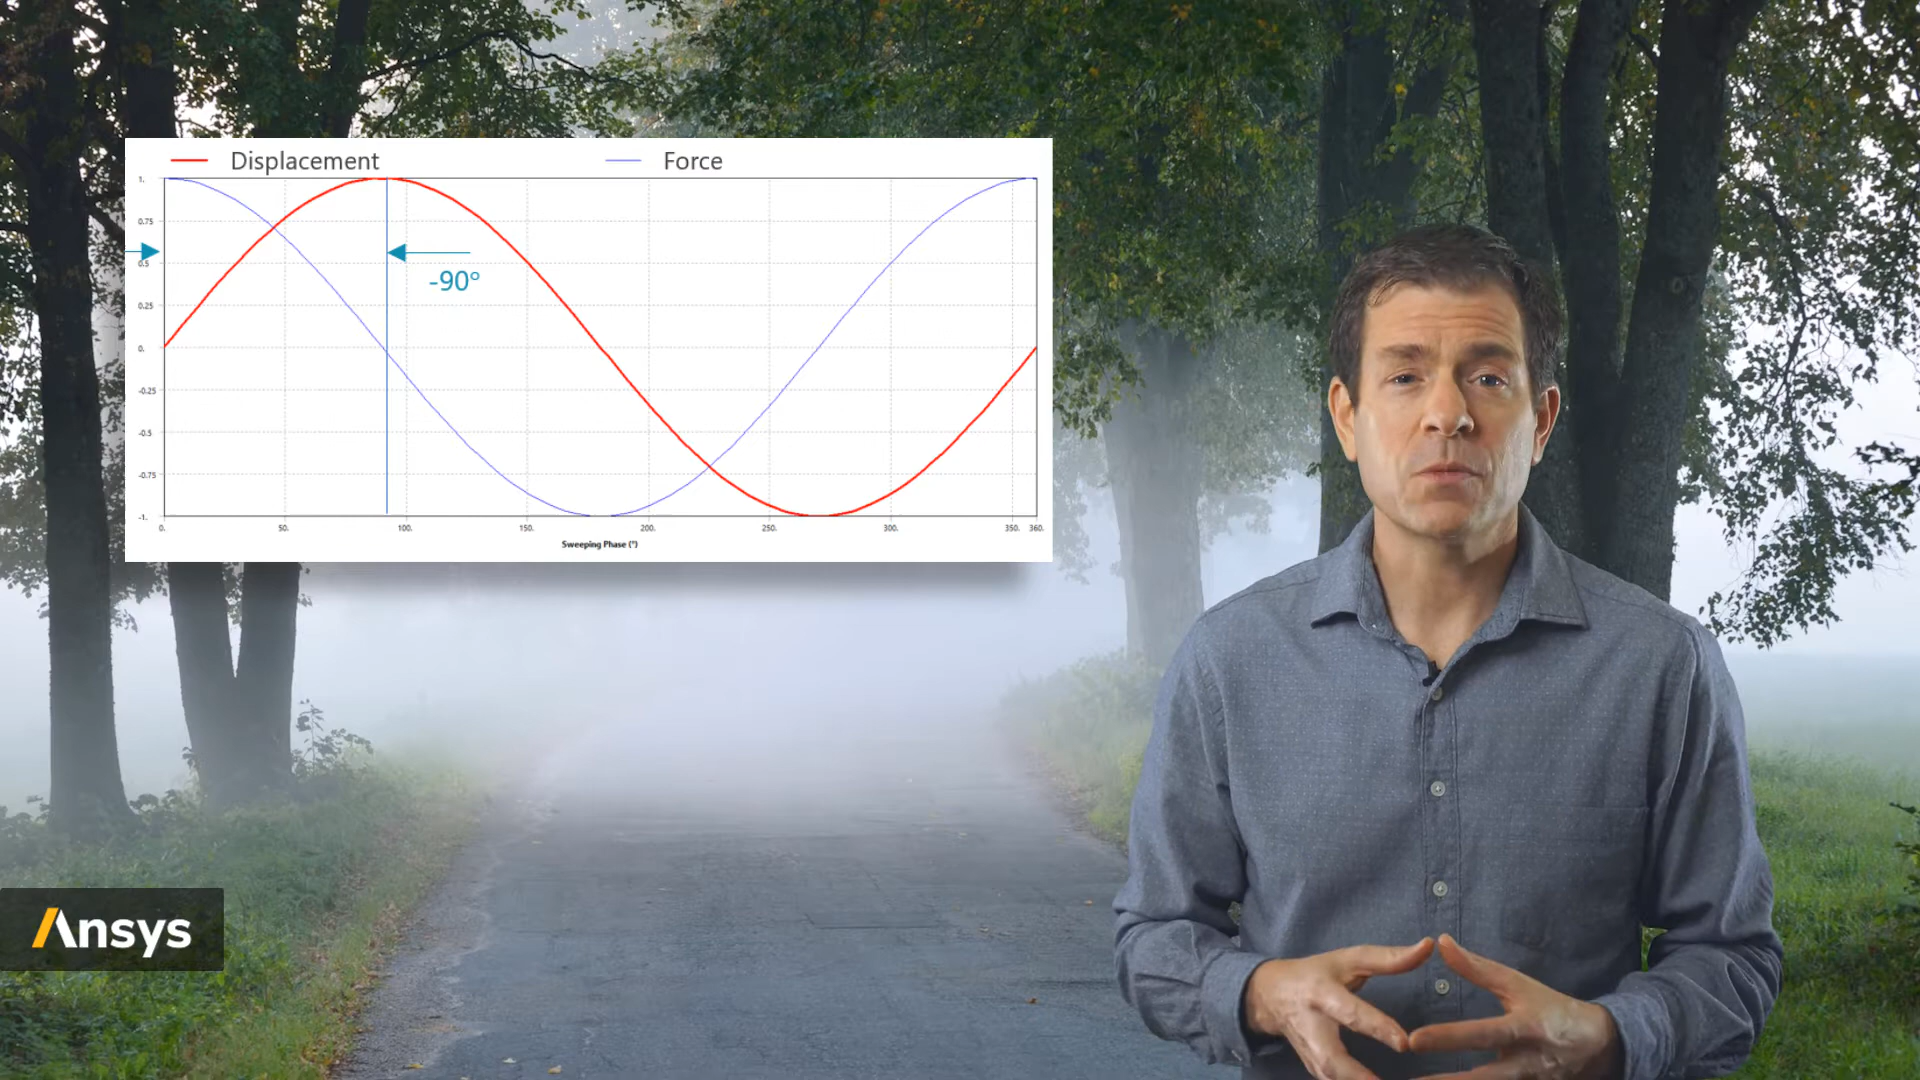 Displacement Force
1.
0.75
0.5
0.25
0.
-0.25
-0.5
-0.75
-1.
-90°
0. 50. 100. 150. 200. 250. 300. 350. 360.
Sweeping Phase (°)
Ansys